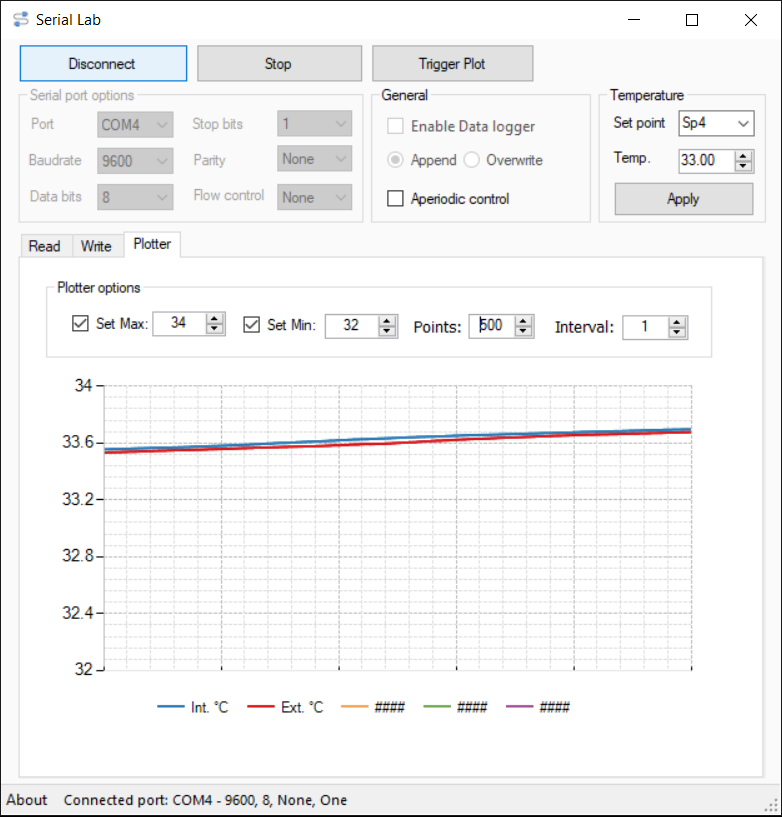 Serial Lab
Disconnect Stop Trigger Plot
Serial port options General Temperature
Port COM4 Stop bits 1 Enable Data logger Set point Sp4
Baudrate 9600 Parity None Append Overwrite Temp. 33.00
Data bits 8 Flow control None Aperiodic control Apply
Read Write Plotter
Plotter options
Set Max: 34 Set Min: 32 Points: 500 Interval: 1
34
33.6
33.2
32.8
32.4
32
Int. °C Ext. °C #### #### ####
About Connected port: COM4 - 9600, 8, None, One